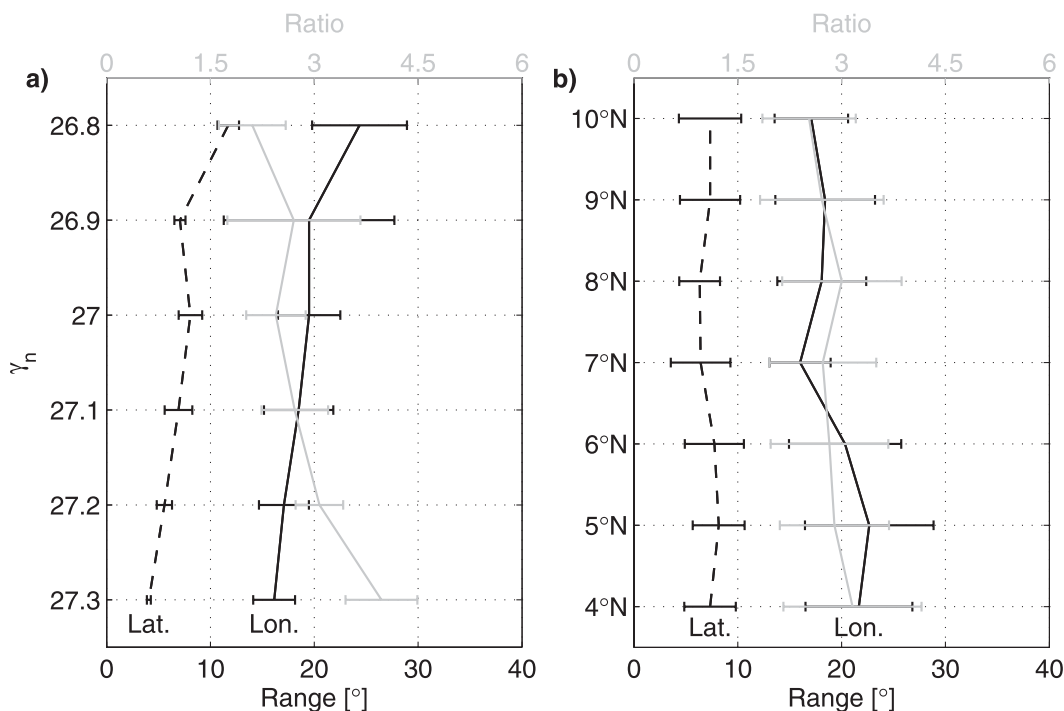 Ratio
0 1.5 3 4.5 6
a)
26.8
26.9
27
27.1
27.2
27.3
γn
Lat. Lon.
0 10 20 30 40
Range [°]
Ratio
0 1.5 3 4.5 6
b)
10°N
9°N
8°N
7°N
6°N
5°N
4°N
Lat. Lon.
0 10 20 30 40
Range [°]